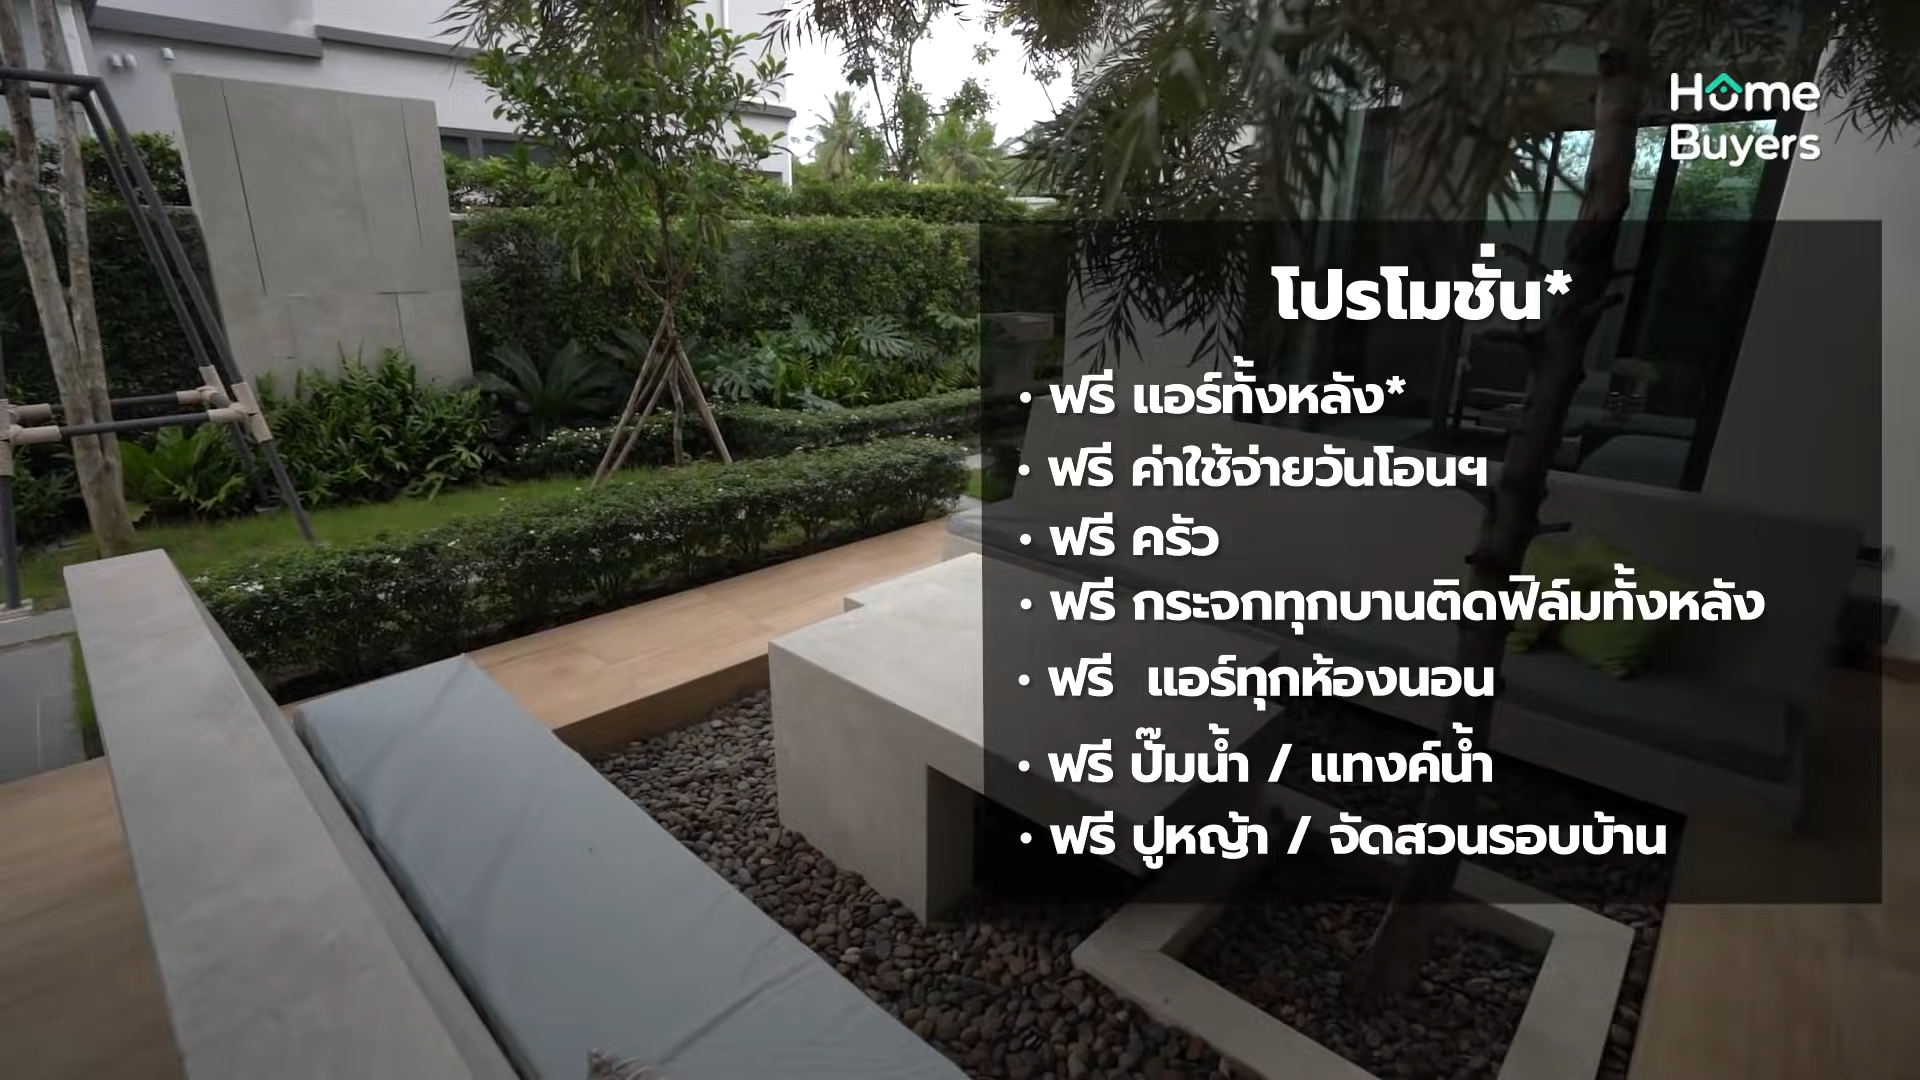 Home
Buyers
โปรโมชั่น*
• ฟรี แอร์ทั้งหลัง*
• ฟรี ค่าใช้จ่ายวันโอนฯ
• ฟรี ครัว
• ฟรี กระจกทุกบานติดฟิล์มทั้งหลัง
• ฟรี แอร์ทุกห้องนอน
• ฟรี ปั๊มน้ำ / แทงค์น้ำ
• ฟรี ปูหญ้า / จัดสวนรอบบ้าน